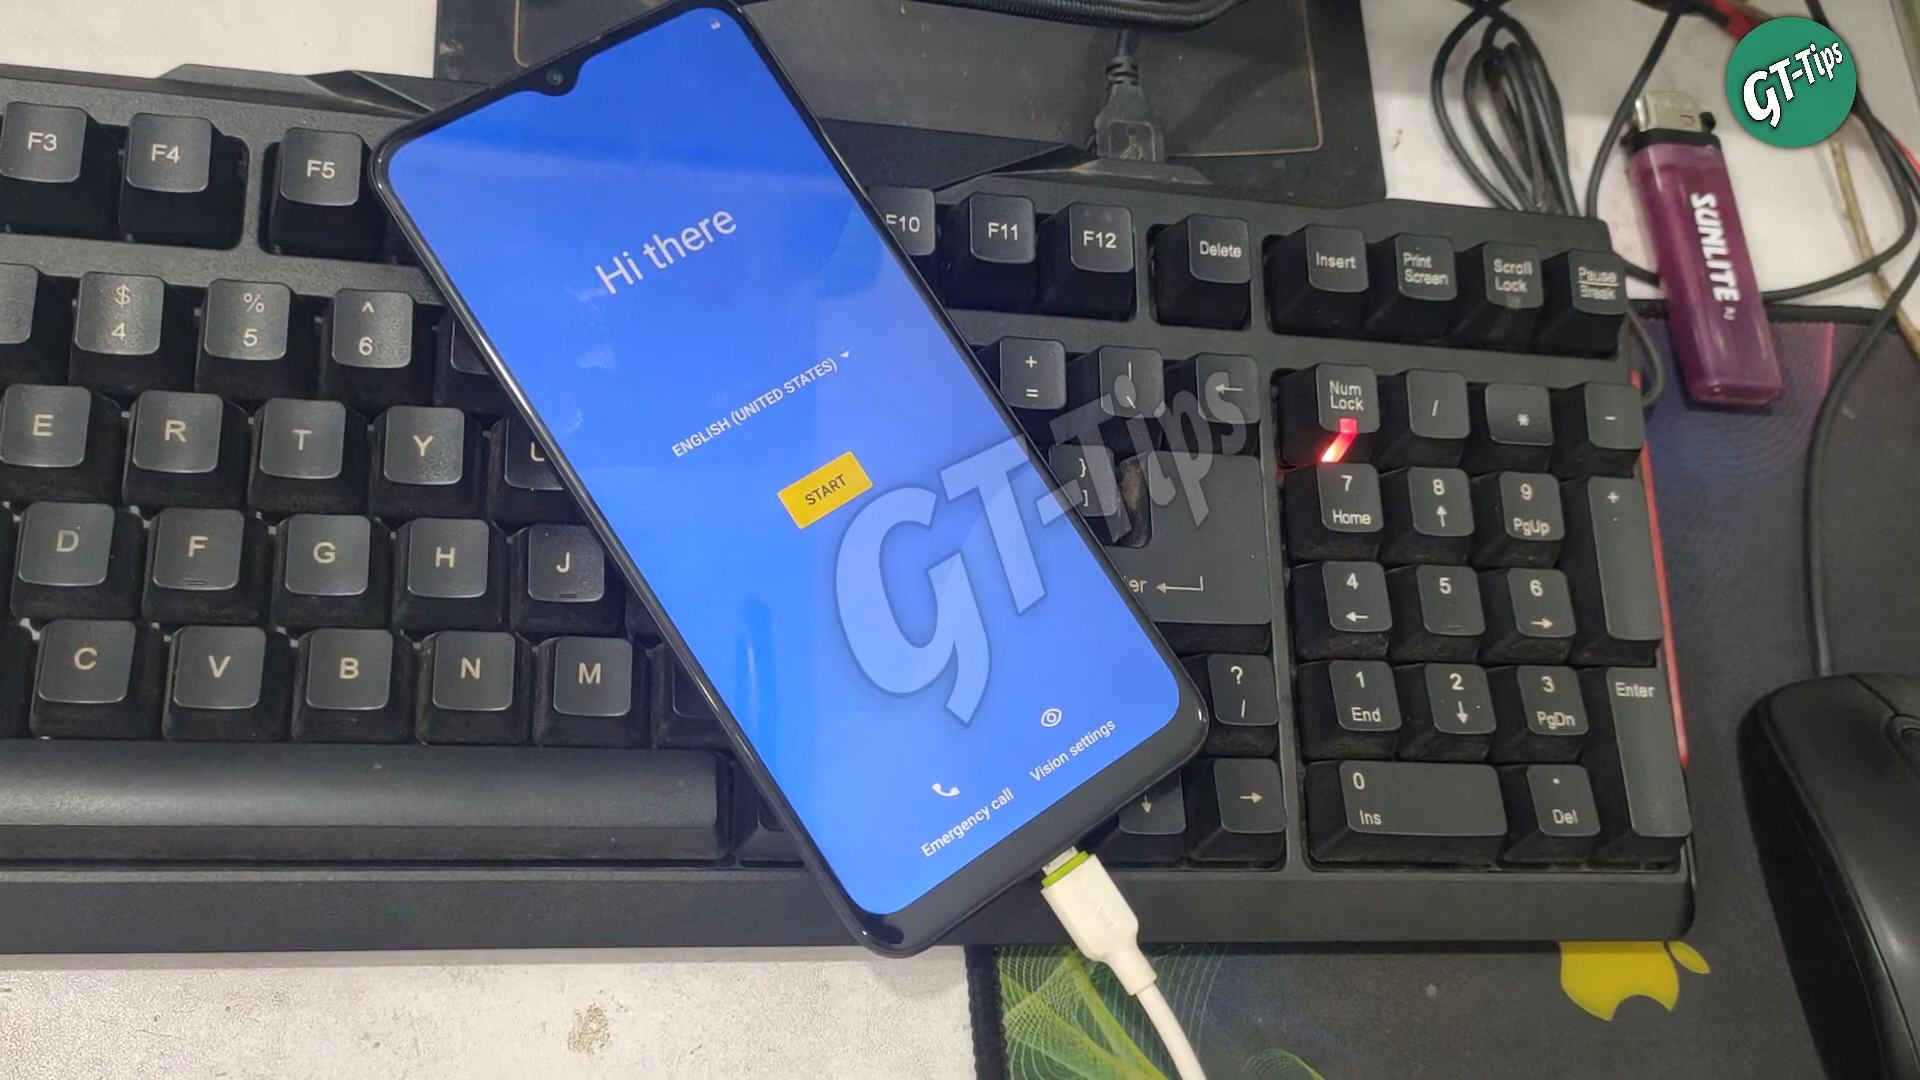 GT-Tips
F3
F4
F5
F10
F11
F12
Delete
Insert
Print
Screen
Scroll
Lock
Pause
Break
SUNLITE
Hi there
ENGLISH (UNITED STATES)
START
Emergency call
Vision settings
GT-Tips
$
4
%
5
^
6
+
=
Num
Lock
/
*
-
E
R
T
Y
U
}
]
7
Home
8
9
PgUp
+
D
F
G
H
J
er
4
5
6
C
V
B
N
M
?
/
1
End
2
3
PgDn
Enter
0
Ins
.
Del